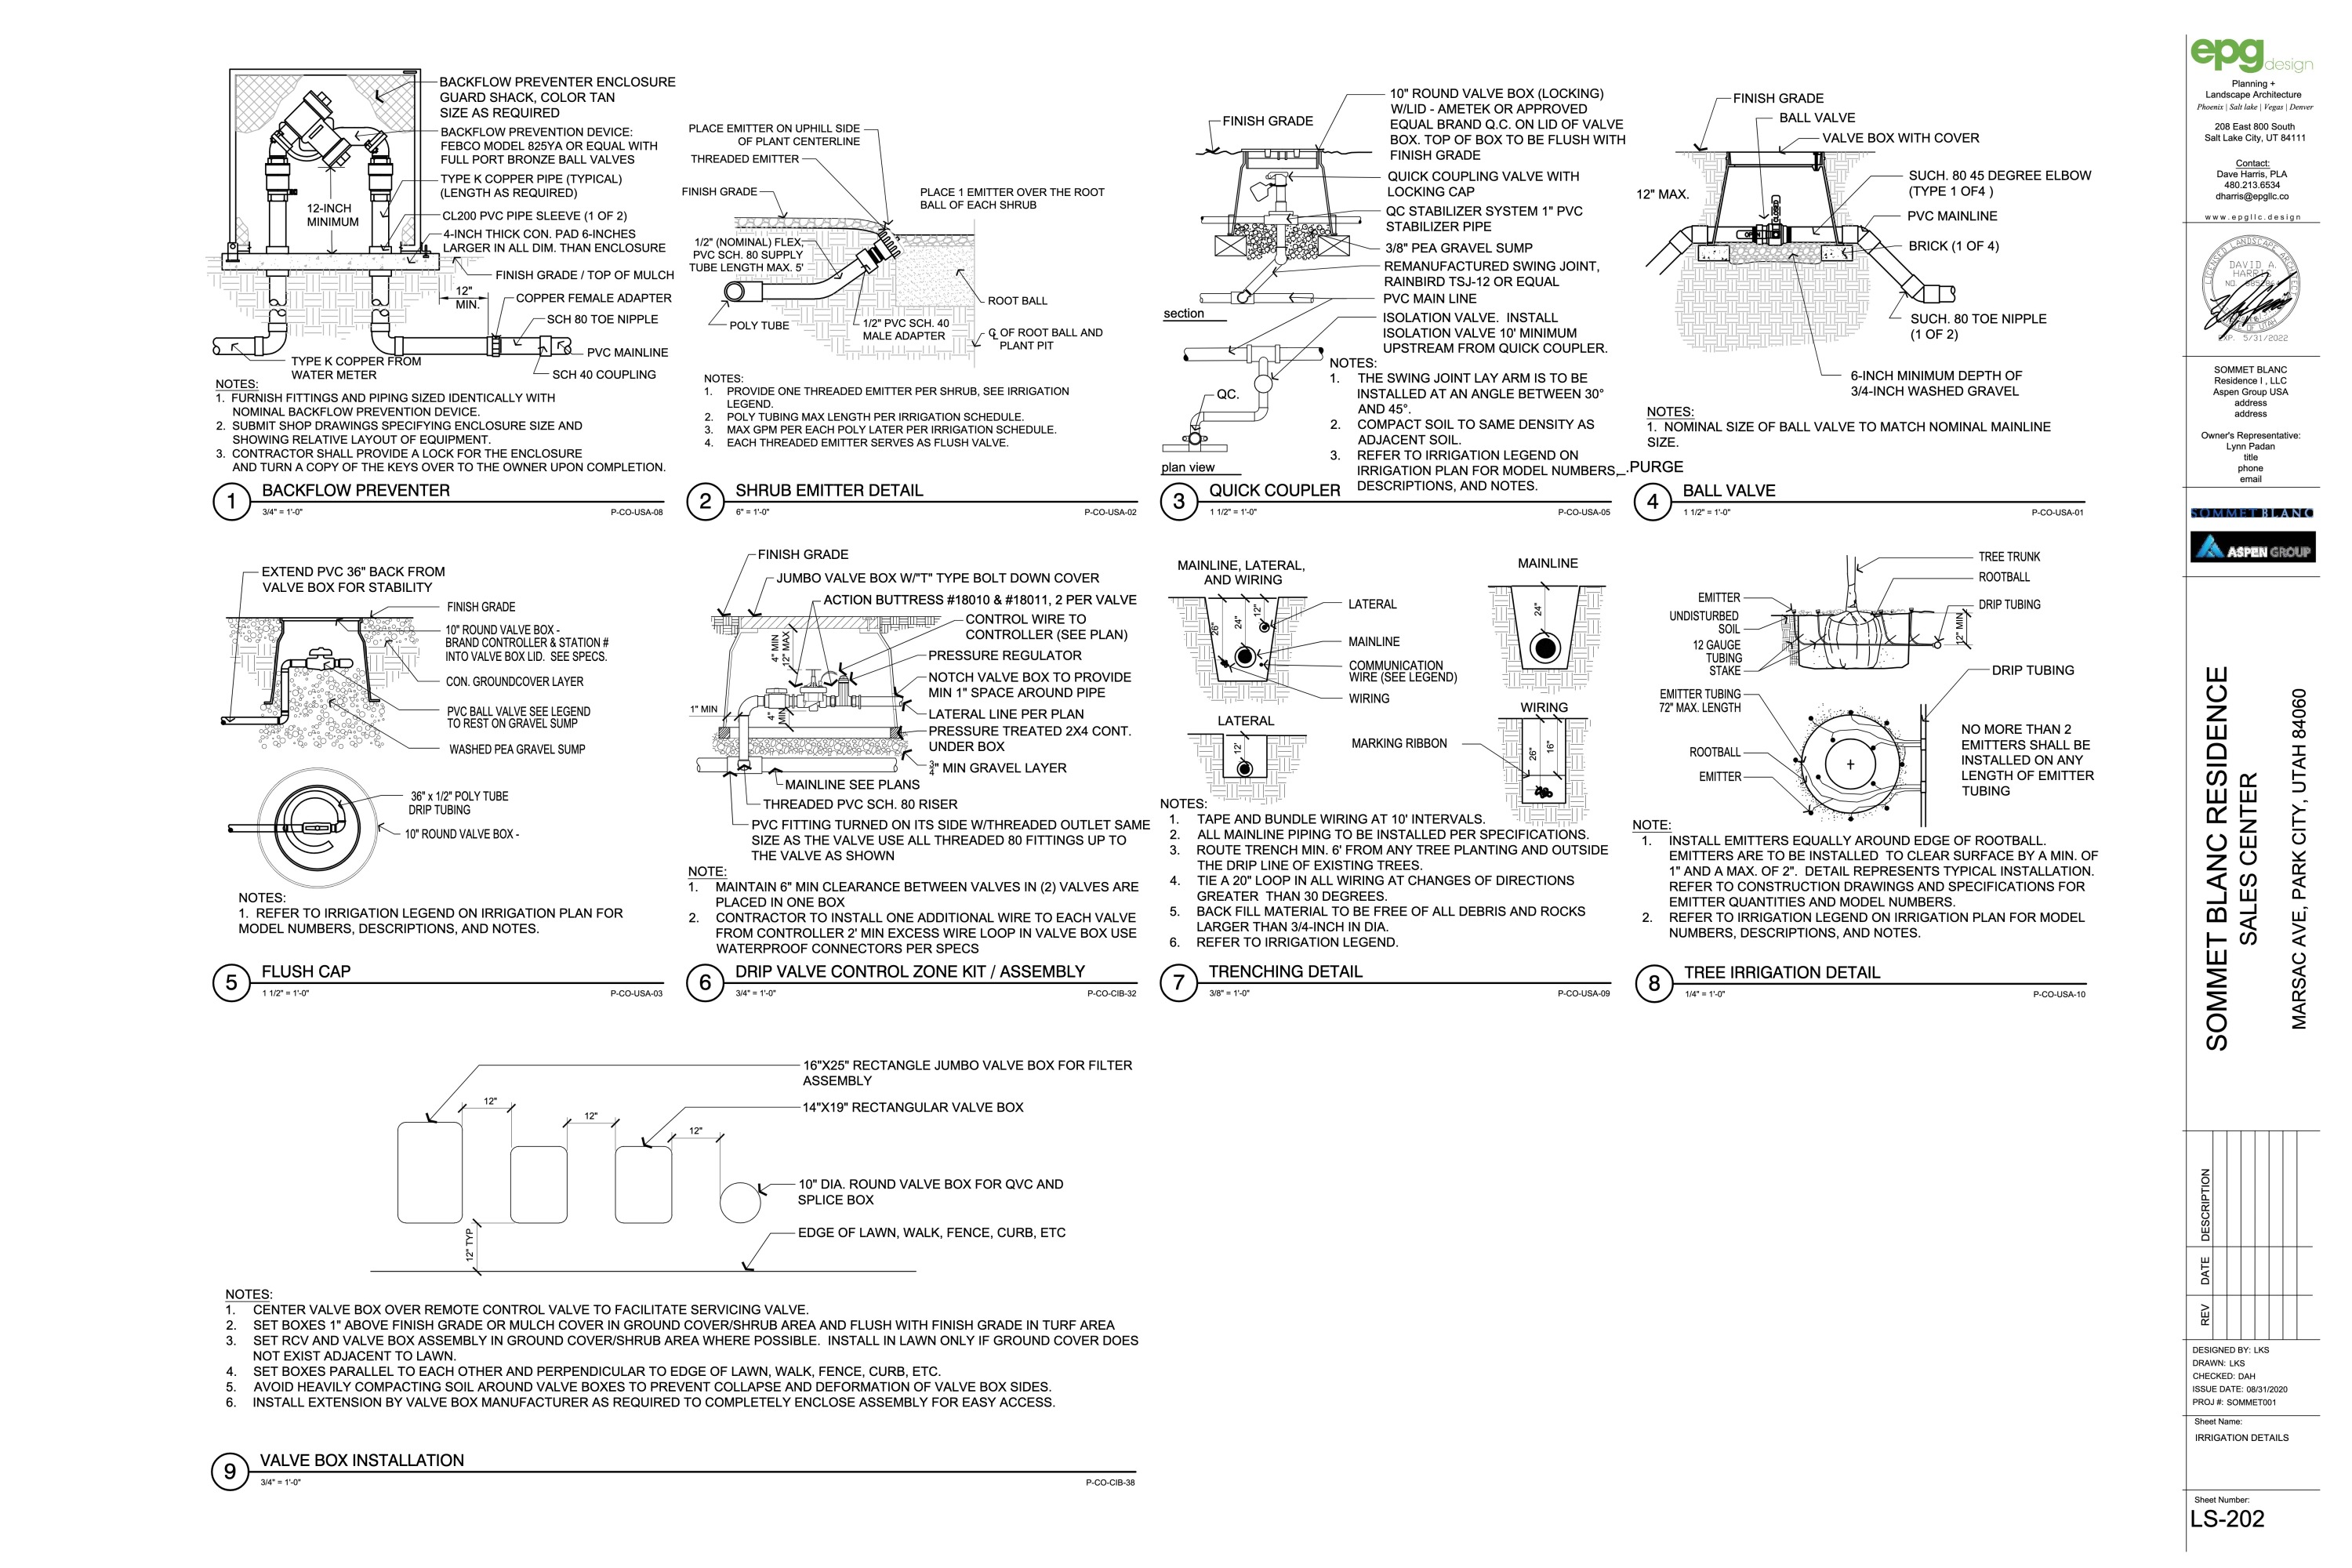 BACKFLOW PREVENTER ENCLOSURE
GUARD SHACK, COLOR TAN
SIZE AS REQUIRED
BACKFLOW PREVENTION DEVICE:
FEBCO MODEL 825YA OR EQUAL WITH
FULL PORT BRONZE BALL VALVES
TYPE K COPPER PIPE (TYPICAL)
(LENGTH AS REQUIRED)
12-INCH
MINIMUM
CL200 PVC PIPE SLEEVE (1 OF 2)
4-INCH THICK CON. PAD 6-INCHES
LARGER IN ALL DIM. THAN ENCLOSURE
FINISH GRADE / TOP OF MULCH
12"
MIN.
COPPER FEMALE ADAPTER
SCH 80 TOE NIPPLE
PVC MAINLINE
TYPE K COPPER FROM
WATER METER
SCH 40 COUPLING
NOTES:
1. FURNISH FITTINGS AND PIPING SIZED IDENTICALLY WITH
NOMINAL BACKFLOW PREVENTION DEVICE.
2. SUBMIT SHOP DRAWINGS SPECIFYING ENCLOSURE SIZE AND
SHOWING RELATIVE LAYOUT OF EQUIPMENT.
3. CONTRACTOR SHALL PROVIDE A LOCK FOR THE ENCLOSURE
AND TURN A COPY OF THE KEYS OVER TO THE OWNER UPON COMPLETION.
1 BACKFLOW PREVENTER
3/4" = 1'-0" P-CO-USA-08
PLACE EMITTER ON UPHILL SIDE
OF PLANT CENTERLINE
THREADED EMITTER
FINISH GRADE
PLACE 1 EMITTER OVER THE ROOT
BALL OF EACH SHRUB
1/2" (NOMINAL) FLEX,
PVC SCH. 80 SUPPLY
TUBE LENGTH MAX. 5'
ROOT BALL
POLY TUBE
1/2" PVC SCH. 40
MALE ADAPTER
℄ OF ROOT BALL AND
PLANT PIT
NOTES:
1. PROVIDE ONE THREADED EMITTER PER SHRUB, SEE IRRIGATION
LEGEND.
2. POLY TUBING MAX LENGTH PER IRRIGATION SCHEDULE.
3. MAX GPM PER EACH POLY LATER PER IRRIGATION SCHEDULE.
4. EACH THREADED EMITTER SERVES AS FLUSH VALVE.
2 SHRUB EMITTER DETAIL
6" = 1'-0" P-CO-USA-02
FINISH GRADE
10" ROUND VALVE BOX (LOCKING)
W/LID - AMETEK OR APPROVED
EQUAL BRAND Q.C. ON LID OF VALVE
BOX. TOP OF BOX TO BE FLUSH WITH
FINISH GRADE
QUICK COUPLING VALVE WITH
LOCKING CAP
QC STABILIZER SYSTEM 1" PVC
STABILIZER PIPE
3/8" PEA GRAVEL SUMP
REMANUFACTURED SWING JOINT,
RAINBIRD TSJ-12 OR EQUAL
PVC MAIN LINE
section
ISOLATION VALVE. INSTALL
ISOLATION VALVE 10' MINIMUM
UPSTREAM FROM QUICK COUPLER.
QC.
plan view
NOTES:
1. THE SWING JOINT LAY ARM IS TO BE
INSTALLED AT AN ANGLE BETWEEN 30°
AND 45°.
2. COMPACT SOIL TO SAME DENSITY AS
ADJACENT SOIL.
3. REFER TO IRRIGATION LEGEND ON
IRRIGATION PLAN FOR MODEL NUMBERS,
DESCRIPTIONS, AND NOTES.
.PURGE
3 QUICK COUPLER
1 1/2" = 1'-0" P-CO-USA-05
FINISH GRADE
BALL VALVE
VALVE BOX WITH COVER
12" MAX.
SUCH. 80 45 DEGREE ELBOW
(TYPE 1 OF4 )
PVC MAINLINE
BRICK (1 OF 4)
CLOSED
SUCH. 80 TOE NIPPLE
(1 OF 2)
6-INCH MINIMUM DEPTH OF
3/4-INCH WASHED GRAVEL
NOTES:
1. NOMINAL SIZE OF BALL VALVE TO MATCH NOMINAL MAINLINE
SIZE.
4 BALL VALVE
1 1/2" = 1'-0" P-CO-USA-01
EXTEND PVC 36" BACK FROM
VALVE BOX FOR STABILITY
FINISH GRADE
10" ROUND VALVE BOX -
BRAND CONTROLLER & STATION #
INTO VALVE BOX LID. SEE SPECS.
CON. GROUNDCOVER LAYER
PVC BALL VALVE SEE LEGEND
TO REST ON GRAVEL SUMP
WASHED PEA GRAVEL SUMP
36" x 1/2" POLY TUBE
DRIP TUBING
10" ROUND VALVE BOX -
NOTES:
1. REFER TO IRRIGATION LEGEND ON IRRIGATION PLAN FOR
MODEL NUMBERS, DESCRIPTIONS, AND NOTES.
5 FLUSH CAP
1 1/2" = 1'-0" P-CO-USA-03
FINISH GRADE
JUMBO VALVE BOX W/"T" TYPE BOLT DOWN COVER
ACTION BUTTRESS #18010 & #18011, 2 PER VALVE
CONTROL WIRE TO
CONTROLLER (SEE PLAN)
PRESSURE REGULATOR
4" MIN
12" MAX
NOTCH VALVE BOX TO PROVIDE
MIN 1" SPACE AROUND PIPE
1" MIN
4"
MIN
LATERAL LINE PER PLAN
PRESSURE TREATED 2X4 CONT.
UNDER BOX
3/4" MIN GRAVEL LAYER
MAINLINE SEE PLANS
THREADED PVC SCH. 80 RISER
PVC FITTING TURNED ON ITS SIDE W/THREADED OUTLET SAME
SIZE AS THE VALVE USE ALL THREADED 80 FITTINGS UP TO
THE VALVE AS SHOWN
NOTE:
1. MAINTAIN 6" MIN CLEARANCE BETWEEN VALVES IN (2) VALVES ARE
PLACED IN ONE BOX
2. CONTRACTOR TO INSTALL ONE ADDITIONAL WIRE TO EACH VALVE
FROM CONTROLLER 2' MIN EXCESS WIRE LOOP IN VALVE BOX USE
WATERPROOF CONNECTORS PER SPECS
6 DRIP VALVE CONTROL ZONE KIT / ASSEMBLY
3/4" = 1'-0" P-CO-CIB-32
MAINLINE, LATERAL,
AND WIRING
MAINLINE
26"
24"
12"
24"
LATERAL
MAINLINE
COMMUNICATION
WIRE (SEE LEGEND)
WIRING
LATERAL
12'
WIRING
MARKING RIBBON
26"
16"
NOTES:
1. TAPE AND BUNDLE WIRING AT 10' INTERVALS.
2. ALL MAINLINE PIPING TO BE INSTALLED PER SPECIFICATIONS.
3. ROUTE TRENCH MIN. 6' FROM ANY TREE PLANTING AND OUTSIDE
THE DRIP LINE OF EXISTING TREES.
4. TIE A 20" LOOP IN ALL WIRING AT CHANGES OF DIRECTIONS
GREATER THAN 30 DEGREES.
5. BACK FILL MATERIAL TO BE FREE OF ALL DEBRIS AND ROCKS
LARGER THAN 3/4-INCH IN DIA.
6. REFER TO IRRIGATION LEGEND.
7 TRENCHING DETAIL
3/8" = 1'-0" P-CO-USA-09
TREE TRUNK
ROOTBALL
EMITTER
DRIP TUBING
UNDISTURBED
SOIL
12 GAUGE
TUBING
STAKE
12" MIN.
DRIP TUBING
EMITTER TUBING
72" MAX. LENGTH
ROOTBALL
EMITTER
NO MORE THAN 2
EMITTERS SHALL BE
INSTALLED ON ANY
LENGTH OF EMITTER
TUBING
NOTE:
1. INSTALL EMITTERS EQUALLY AROUND EDGE OF ROOTBALL.
EMITTERS ARE TO BE INSTALLED TO CLEAR SURFACE BY A MIN. OF
1" AND A MAX. OF 2". DETAIL REPRESENTS TYPICAL INSTALLATION.
REFER TO CONSTRUCTION DRAWINGS AND SPECIFICATIONS FOR
EMITTER QUANTITIES AND MODEL NUMBERS.
2. REFER TO IRRIGATION LEGEND ON IRRIGATION PLAN FOR MODEL
NUMBERS, DESCRIPTIONS, AND NOTES.
8 TREE IRRIGATION DETAIL
1/4" = 1'-0" P-CO-USA-10
16"X25" RECTANGLE JUMBO VALVE BOX FOR FILTER
ASSEMBLY
12"
12"
14"X19" RECTANGULAR VALVE BOX
12"
10" DIA. ROUND VALVE BOX FOR QVC AND
SPLICE BOX
12" TYP
EDGE OF LAWN, WALK, FENCE, CURB, ETC
NOTES:
1. CENTER VALVE BOX OVER REMOTE CONTROL VALVE TO FACILITATE SERVICING VALVE.
2. SET BOXES 1" ABOVE FINISH GRADE OR MULCH COVER IN GROUND COVER/SHRUB AREA AND FLUSH WITH FINISH GRADE IN TURF AREA
3. SET RCV AND VALVE BOX ASSEMBLY IN GROUND COVER/SHRUB AREA WHERE POSSIBLE. INSTALL IN LAWN ONLY IF GROUND COVER DOES
NOT EXIST ADJACENT TO LAWN.
4. SET BOXES PARALLEL TO EACH OTHER AND PERPENDICULAR TO EDGE OF LAWN, WALK, FENCE, CURB, ETC.
5. AVOID HEAVILY COMPACTING SOIL AROUND VALVE BOXES TO PREVENT COLLAPSE AND DEFORMATION OF VALVE BOX SIDES.
6. INSTALL EXTENSION BY VALVE BOX MANUFACTURER AS REQUIRED TO COMPLETELY ENCLOSE ASSEMBLY FOR EASY ACCESS.
9 VALVE BOX INSTALLATION
3/4" = 1'-0" P-CO-CIB-38
epg design
Planning +
Landscape Architecture
Phoenix | Salt lake | Vegas | Denver
208 East 800 South
Salt Lake City, UT 84111
Contact:
Dave Harris, PLA
480.213.6534
dharris@epgllc.co
www.epgllc.design
LICENSED LANDSCAPE ARCHITECT
DAVID A.
HARRIS
NO.
OF UTAH
EXP. 5/31/2022
SOMMET BLANC
Residence I , LLC
Aspen Group USA
address
address
Owner's Representative:
Lynn Padan
title
phone
email
SOMMET BLANC
ASPEN GROUP
SOMMET BLANC RESIDENCE
SALES CENTER
MARSAC AVE, PARK CITY, UTAH 84060
DESCRIPTION
DATE
REV
DESIGNED BY: LKS
DRAWN: LKS
CHECKED: DAH
ISSUE DATE: 08/31/2020
PROJ #: SOMMET001
Sheet Name:
IRRIGATION DETAILS
Sheet Number:
LS-202